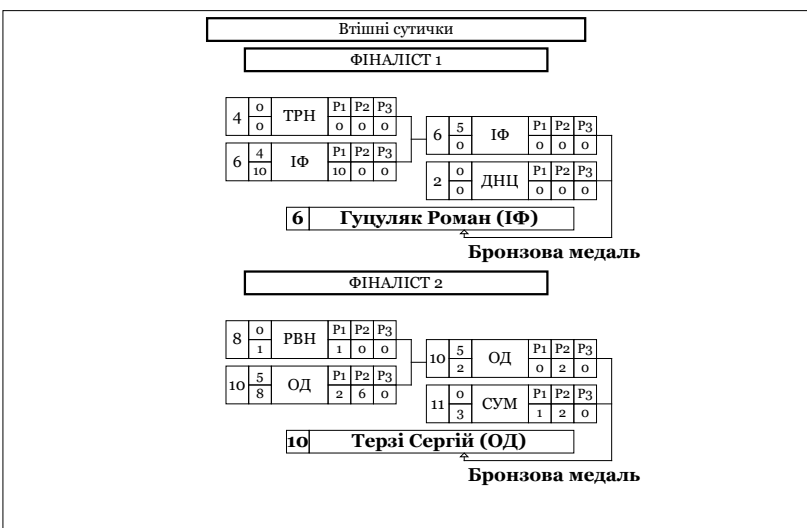 Втішні сутички
ФІНАЛІСТ 1
4 0 ТРН Р1 Р2 Р3
0 0 0 0
6 4 ІФ Р1 Р2 Р3
10 10 0 0
6 5 ІФ Р1 Р2 Р3
0 0 0 0
2 0 ДНЦ Р1 Р2 Р3
0 0 0 0
6 Гуцуляк Роман (ІФ)
Бронзова медаль
ФІНАЛІСТ 2
8 0 РВН Р1 Р2 Р3
1 1 0 0
10 5 ОД Р1 Р2 Р3
8 2 6 0
10 5 ОД Р1 Р2 Р3
2 0 2 0
11 0 СУМ Р1 Р2 Р3
3 1 2 0
10 Терзі Сергій (ОД)
Бронзова медаль